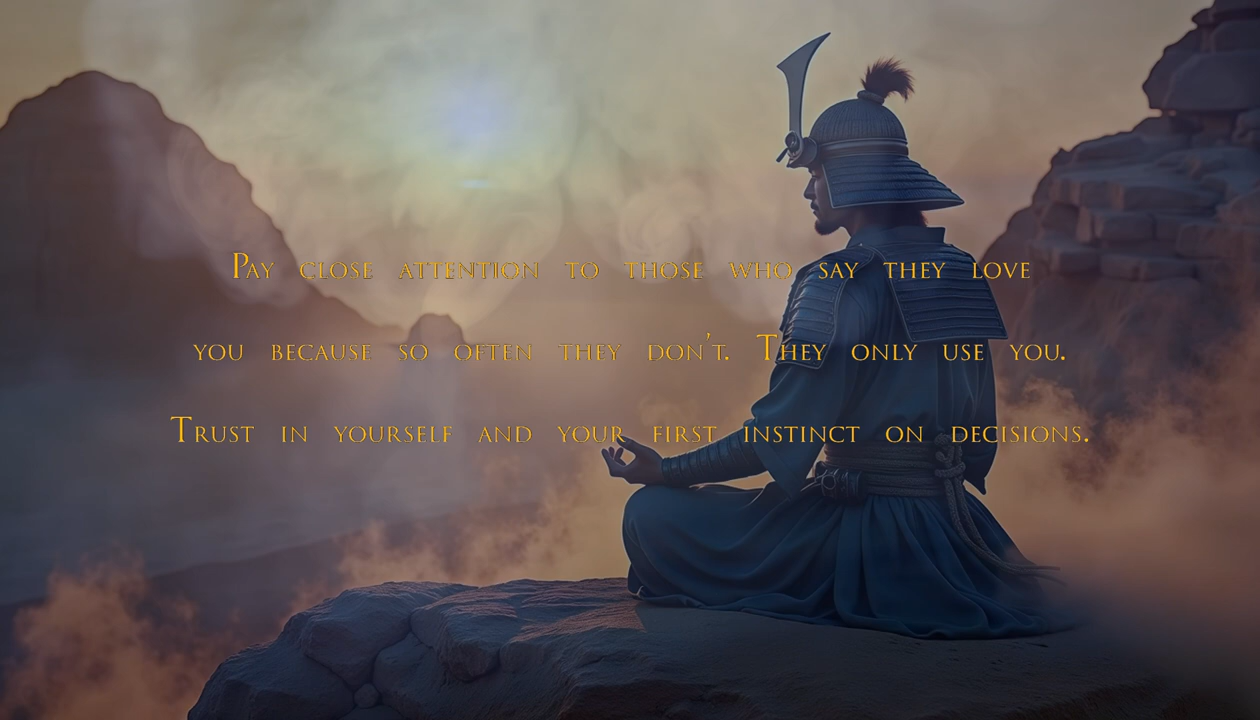 Pay close attention to those who say they love
you because so often they don't. They only use you.
Trust in yourself and your first instinct on decisions.